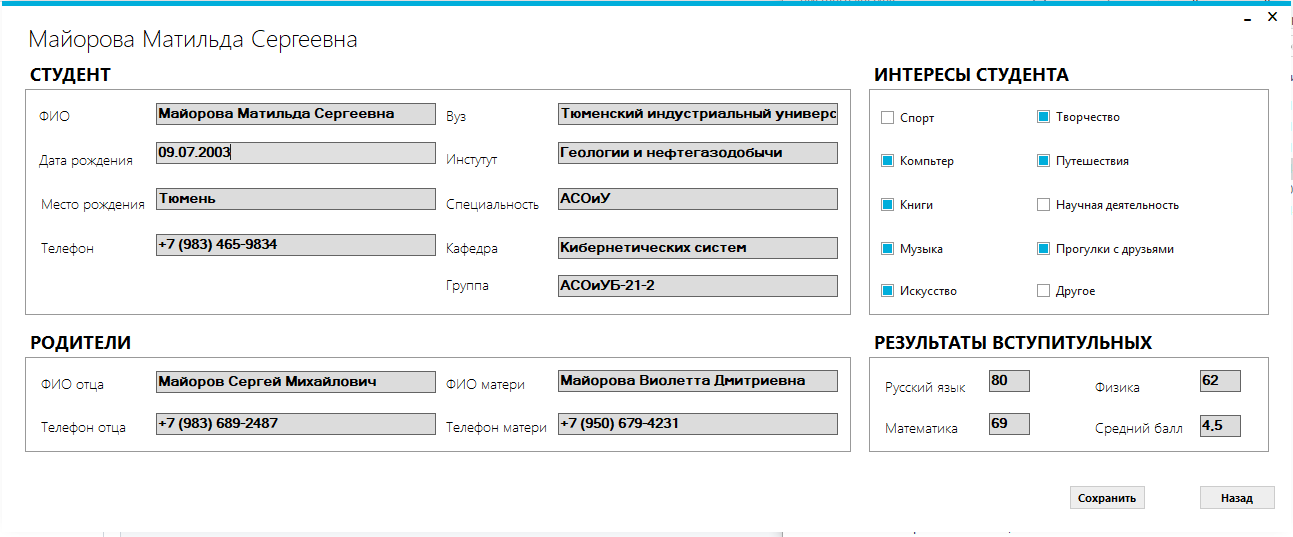 Майорова Матильда Сергеевна
СТУДЕНТ
ФИО Майорова Матильда Сергеевна Вуз Тюменский индустриальный универс
Дата рождения 09.07.2003 Инстутут Геологии и нефтегазодобычи
Место рождения Тюмень Специальность АСОиУ
Телефон +7 (983) 465-9834 Кафедра Кибернетических систем
Группа АСОиУБ-21-2
ИНТЕРЕСЫ СТУДЕНТА
Спорт Творчество
Компьтер Путешествия
Книги Научная деятельность
Музыка Прогулки с друзьями
Искусство Другое
РОДИТЕЛИ
ФИО отца Майоров Сергей Михайлович ФИО матери Майорова Виолетта Дмитриевна
Телефон отца +7 (983) 689-2487 Телефон матери +7 (950) 679-4231
РЕЗУЛЬТАТЫ ВСТУПИТУЛЬНЫХ
Русский язык 80 Физика 62
Математика 69 Средний балл 4.5
Сохранить Назад